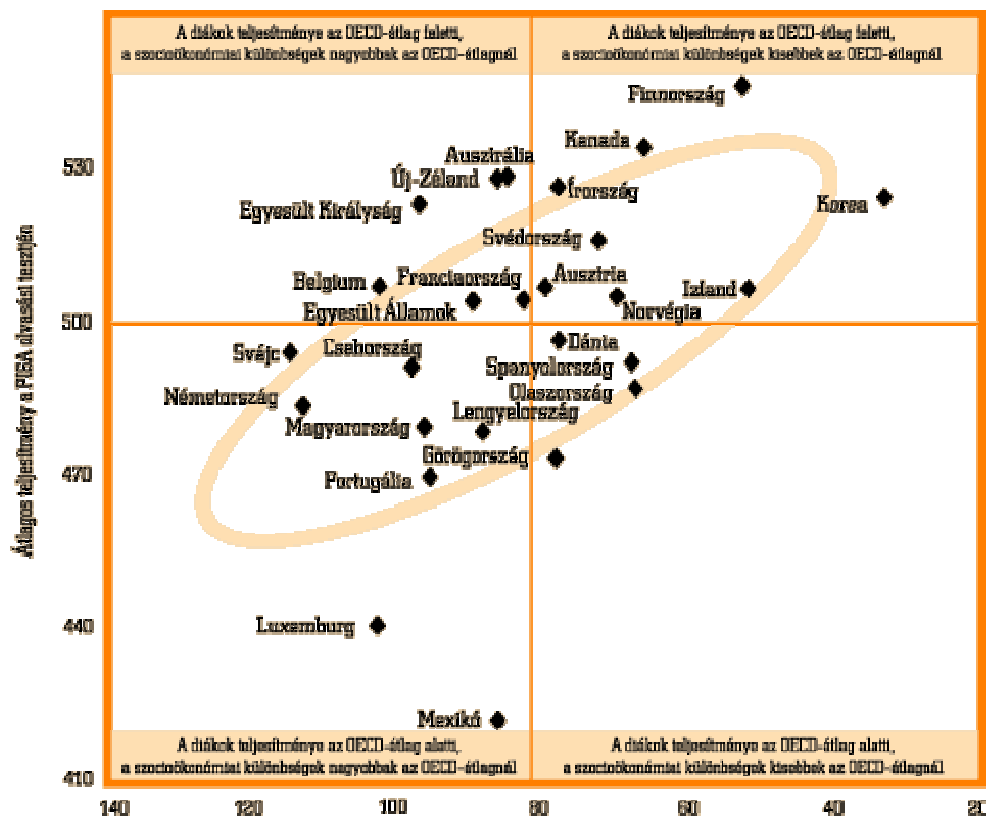 A diákok teljesítménye az OECD-átlag feletti,
a szocioökonómiai különbségek nagyobbak az OECD-átlagnál
A diákok teljesítménye az OECD-átlag feletti,
a szocioökonómiai különbségek kisebbek az OECD-átlagnál
Finnország
Kanada
Ausztrália
530
Új-Zéland
Írország
Egyesült Királyság
Korea
Svédország
Belgium
Franciaország
Ausztria
Izland
Egyesült Államok
Norvégia
500
Svájc
Csehország
Dánia
Spanyolország
Németország
Olaszország
Magyarország
Lengyelország
Görögország
470
Portugália
Átlagos teljesítmény a PISA olvasási tesztjén
440
Luxemburg
Mexikó
A diákok teljesítménye az OECD-átlag alatti,
a szocioökonómiai különbségek nagyobbak az OECD-átlagnál
A diákok teljesítménye az OECD-átlag alatti,
a szocioökonómiai különbségek kisebbek az OECD-átlagnál
410
140 120 100 80 60 40 20